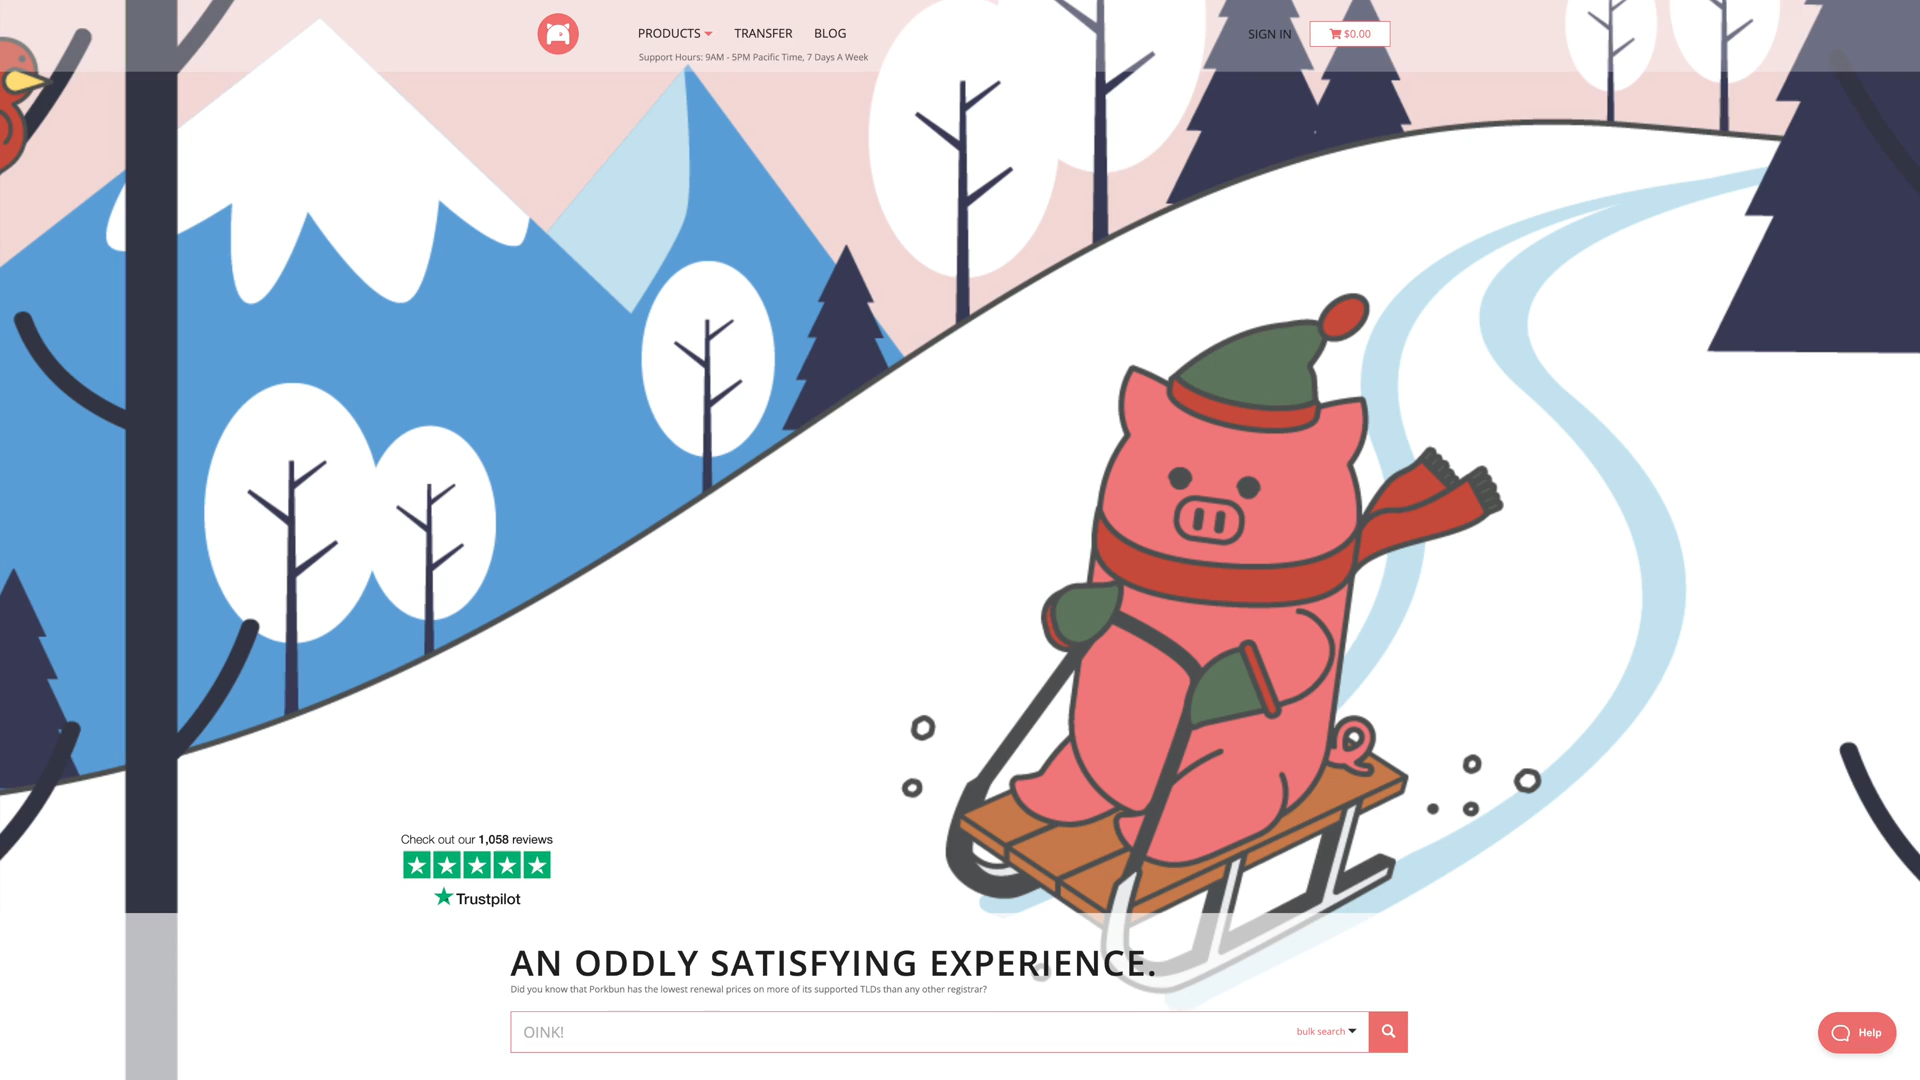 PRODUCTS TRANSFER BLOG
SIGN IN $0.00
Support Hours: 9AM - 5PM Pacific Time, 7 Days A Week
Check out our 1,058 reviews
Trustpilot
AN ODDLY SATISFYING EXPERIENCE.
Did you know that Porkbun has the lowest renewal prices on more of its supported TLDs than any other registrar?
OINK! bulk search
Help